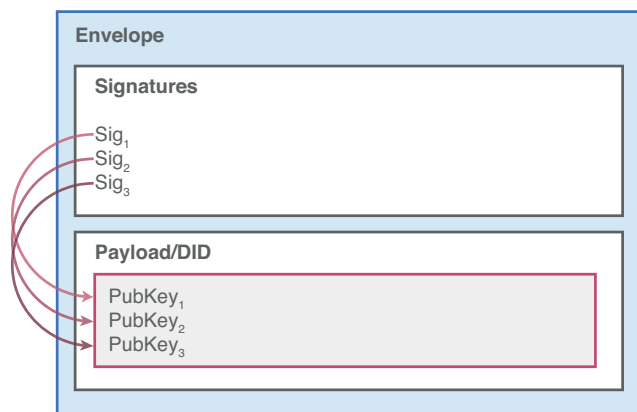 Envelope
Signatures
Sig₁
Sig₂
Sig₃
Payload/DID
PubKey₁
PubKey₂
PubKey₃